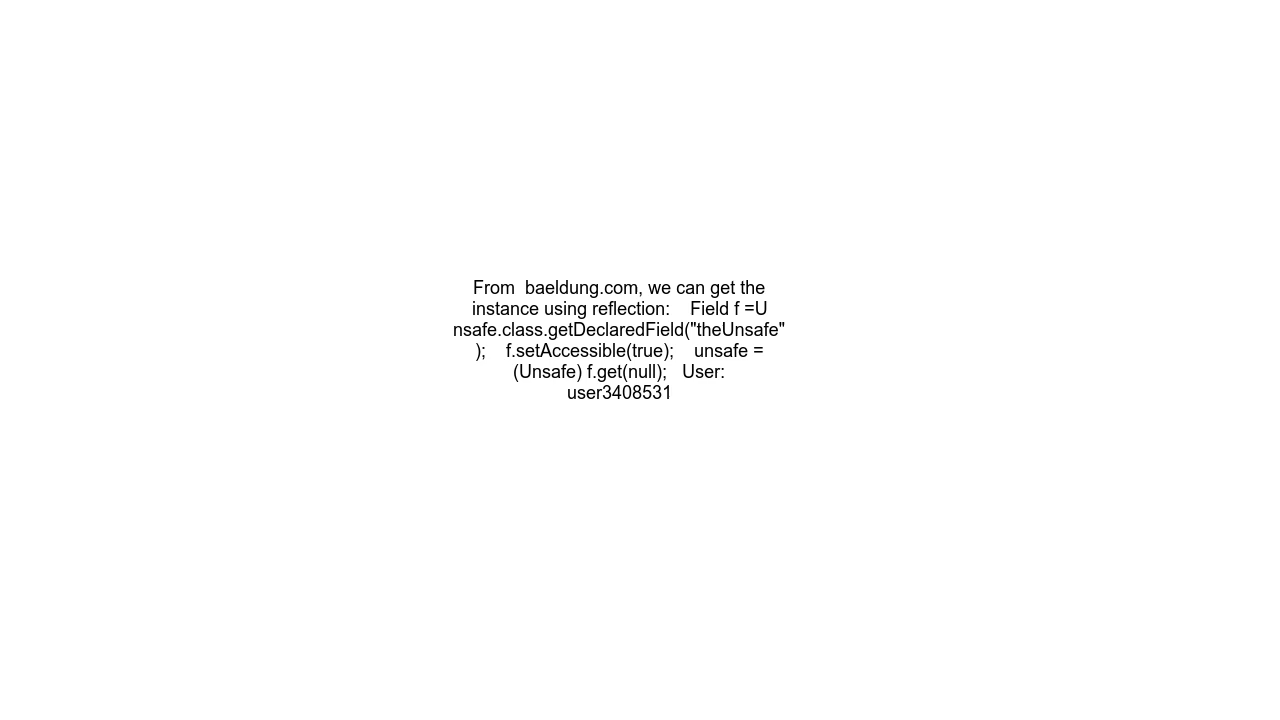 From  baeldung.com, we can get the
instance using reflection:    Field f =U
nsafe.class.getDeclaredField("theUnsafe"
);    f.setAccessible(true);    unsafe =
(Unsafe) f.get(null);   User:
user3408531